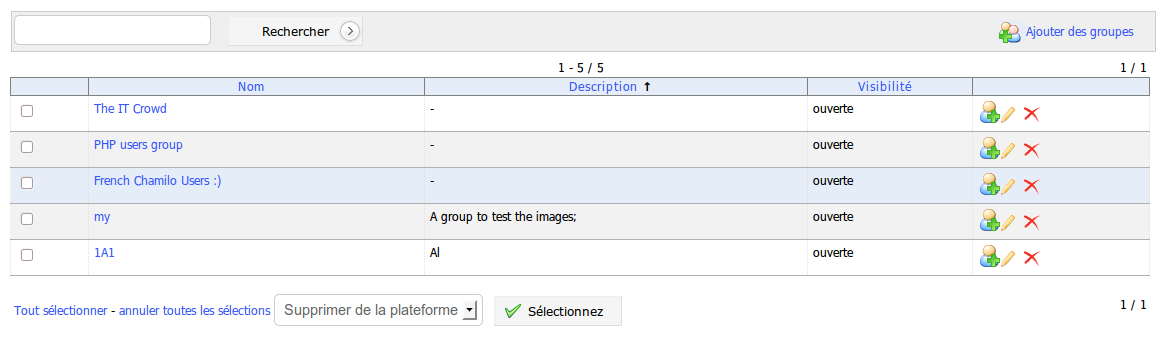 Rechercher Ajouter des groupes
1 - 5 / 5 1 / 1
Nom Description ↑ Visibilité
The IT Crowd - ouverte
PHP users group - ouverte
French Chamilo Users :) - ouverte
my A group to test the images; ouverte
1A1 Al ouverte
Tout sélectionner - annuler toutes les sélections Supprimer de la plateforme Sélectionnez 1 / 1